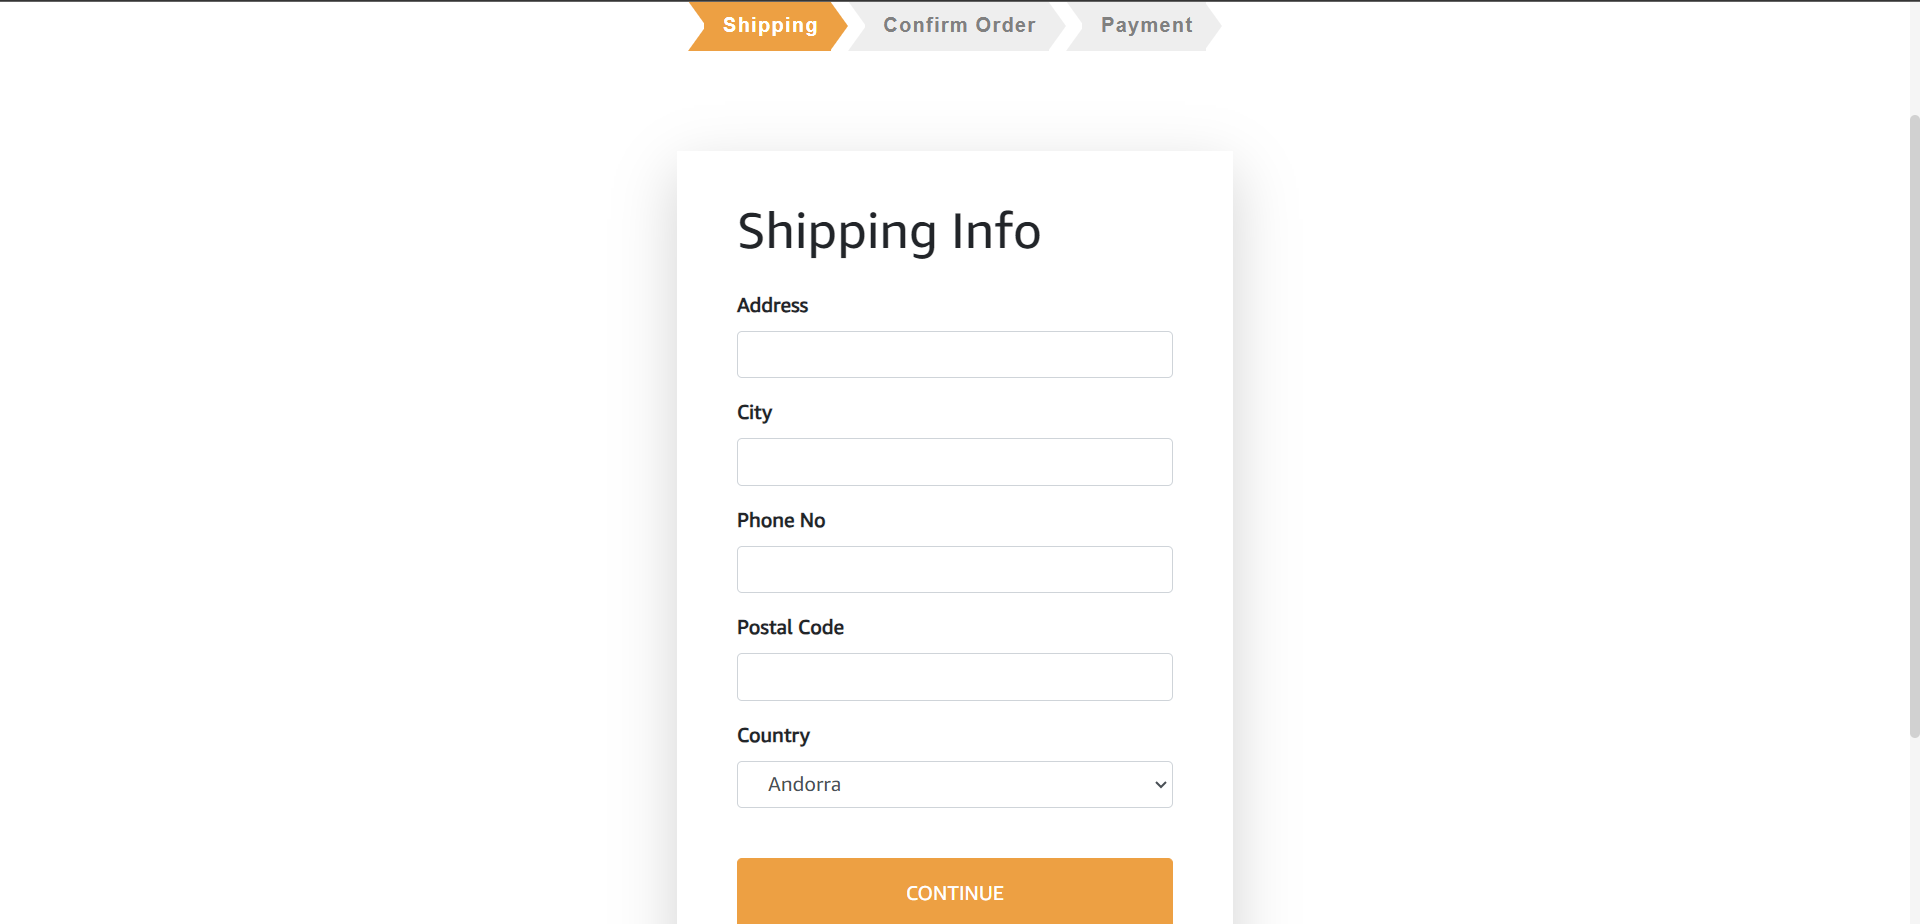 Shipping Confirm Order Payment
Shipping Info
Address
City
Phone No
Postal Code
Country
Andorra
CONTINUE